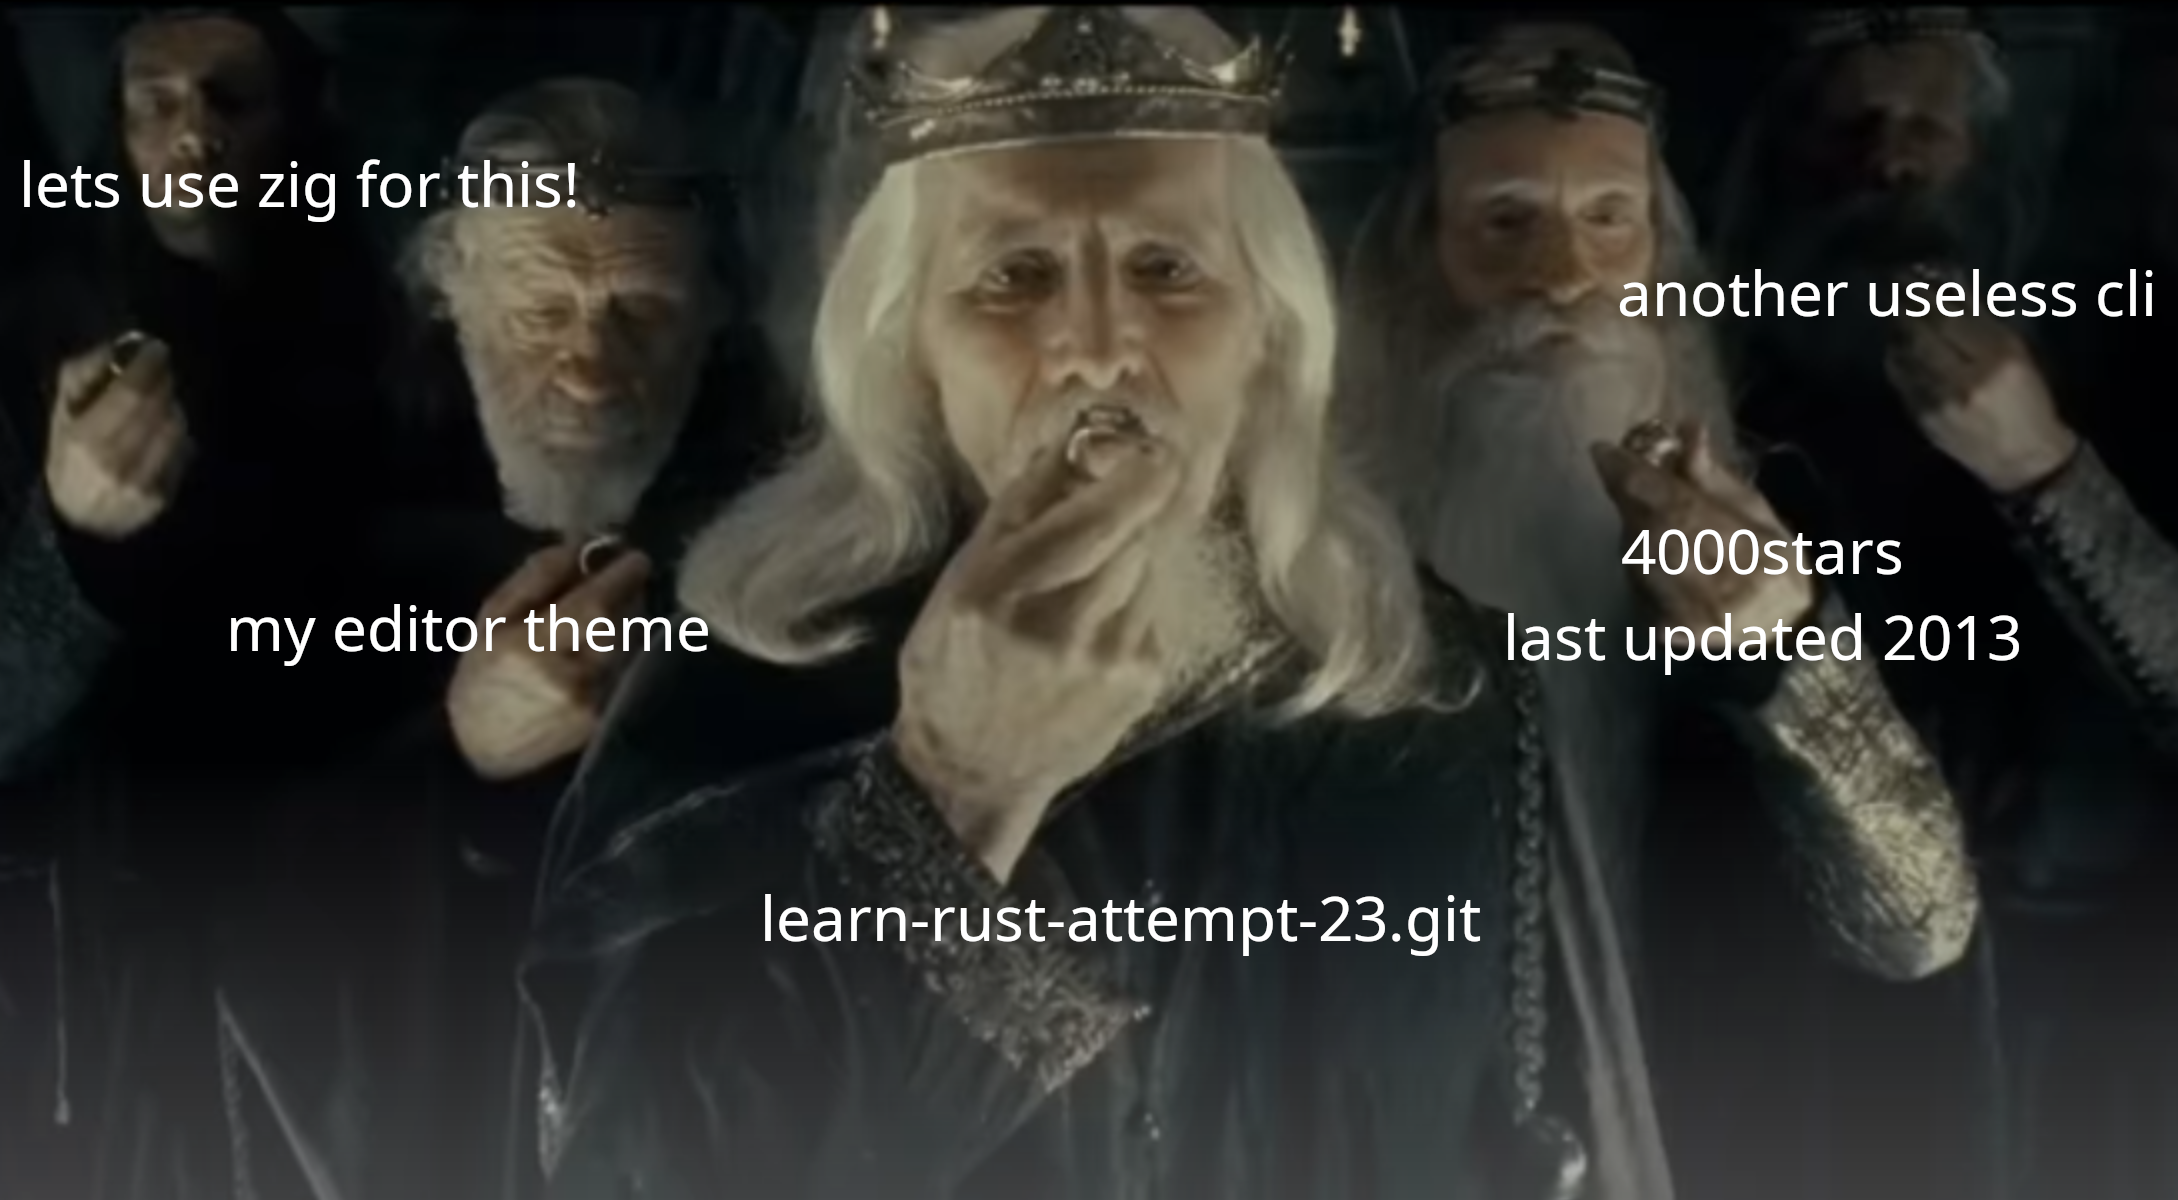 lets use zig for this!
another useless cli
4000stars
last updated 2013
my editor theme
learn-rust-attempt-23.git